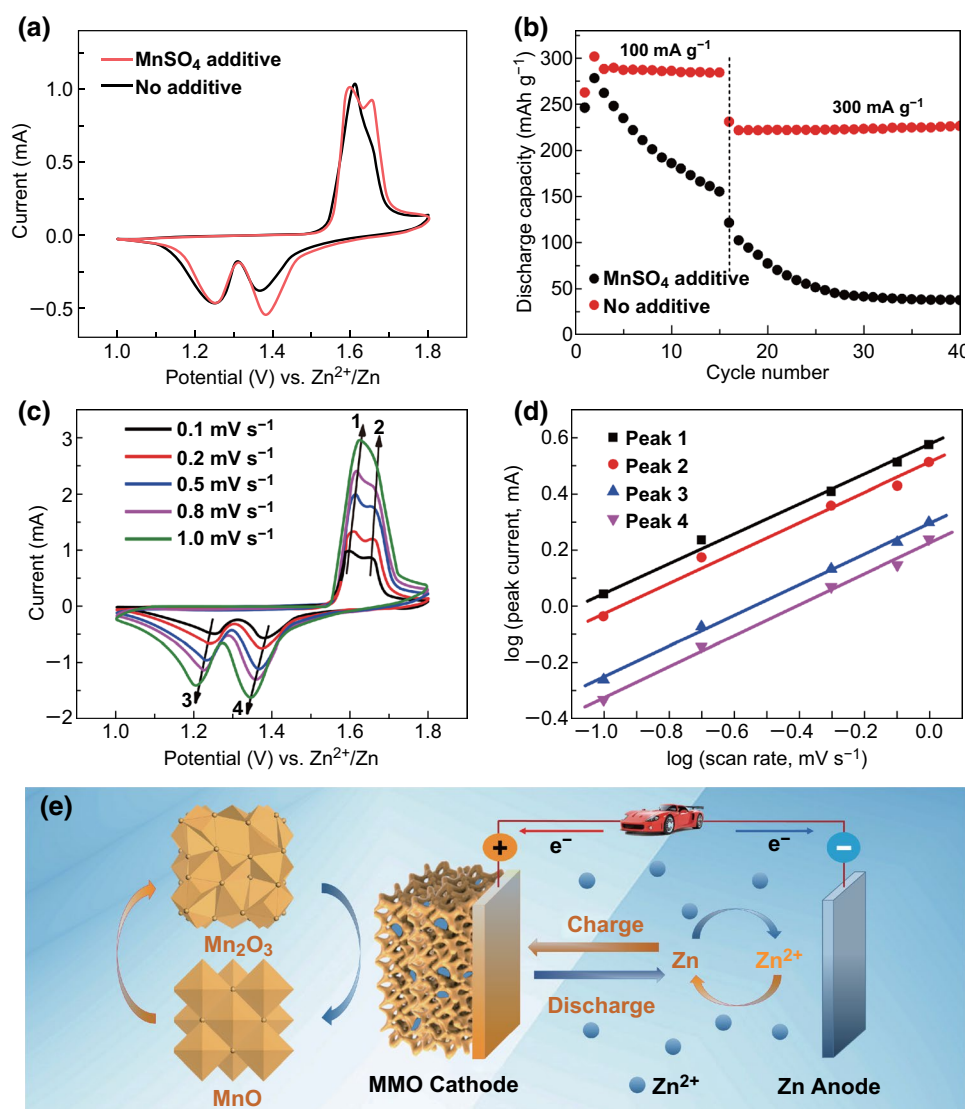 (a)
MnSO₄ additive
No additive
1.0
0.5
0.0
−0.5
Current (mA)
1.0 1.2 1.4 1.6 1.8
Potential (V) vs. Zn²⁺/Zn
(b)
300
250
200
150
100
50
0
Discharge capacity (mAh g⁻¹)
100 mA g⁻¹
300 mA g⁻¹
MnSO₄ additive
No additive
0 10 20 30 40
Cycle number
(c)
0.1 mV s⁻¹
0.2 mV s⁻¹
0.5 mV s⁻¹
0.8 mV s⁻¹
1.0 mV s⁻¹
1 2
3 4
3
2
1
0
−1
−2
Current (mA)
1.0 1.2 1.4 1.6 1.8
Potential (V) vs. Zn²⁺/Zn
(d)
Peak 1
Peak 2
Peak 3
Peak 4
0.6
0.4
0.2
0.0
−0.2
−0.4
log (peak current, mA)
−1.0 −0.8 −0.6 −0.4 −0.2 0.0
log (scan rate, mV s⁻¹)
(e)
Mn₂O₃
MnO
+
e⁻
e⁻
−
Charge
Discharge
Zn
Zn²⁺
MMO Cathode
Zn²⁺
Zn Anode